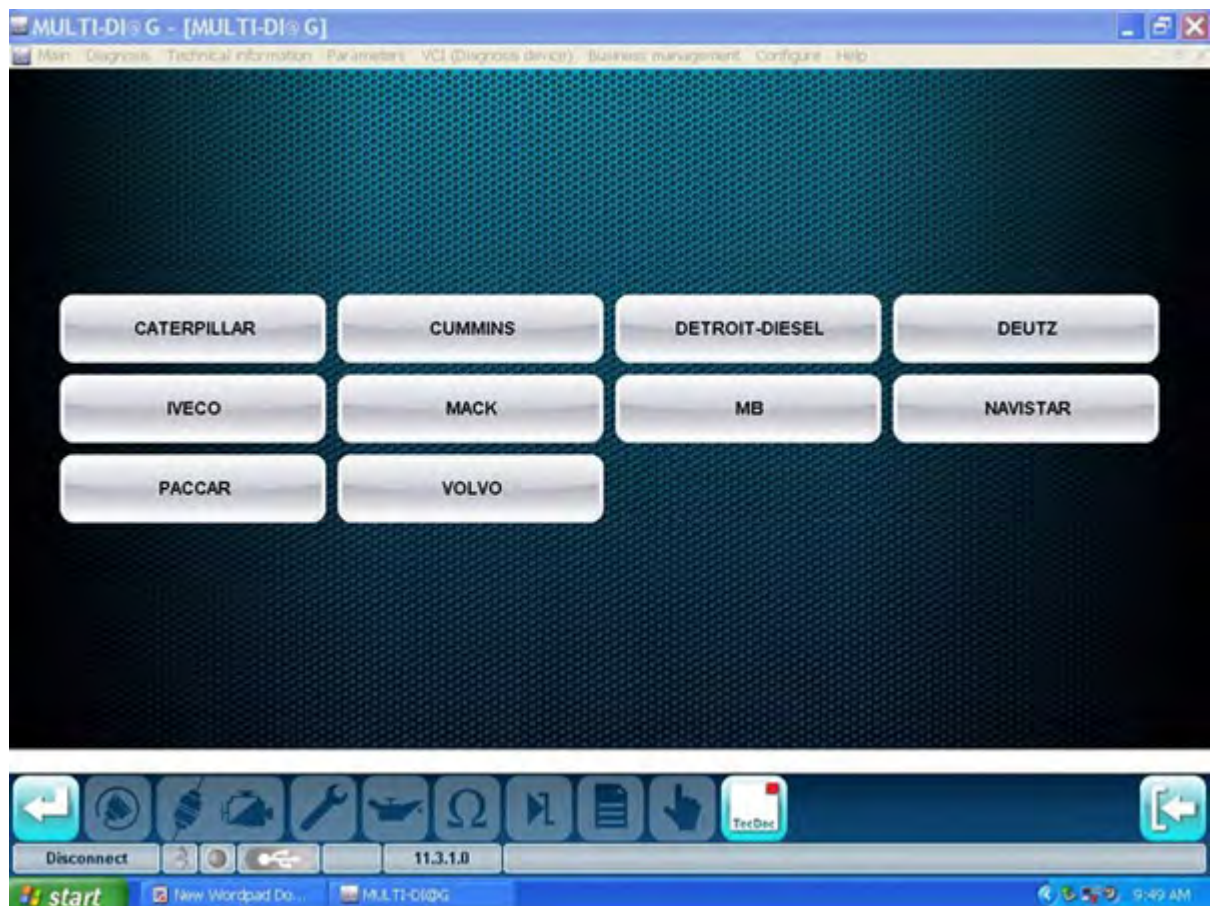 MULTI-DI@G - [MULTI-DI@G]
Main Diagnosis Technical information Parameters VCI (Diagnosis device) Business management Configure Help
CATERPILLAR CUMMINS DETROIT-DIESEL DEUTZ
IVECO MACK MB NAVISTAR
PACCAR VOLVO
TecDoc
Disconnect 11.3.1.0
start New Wordpad Do... MULTI-DI@G 9:49 AM